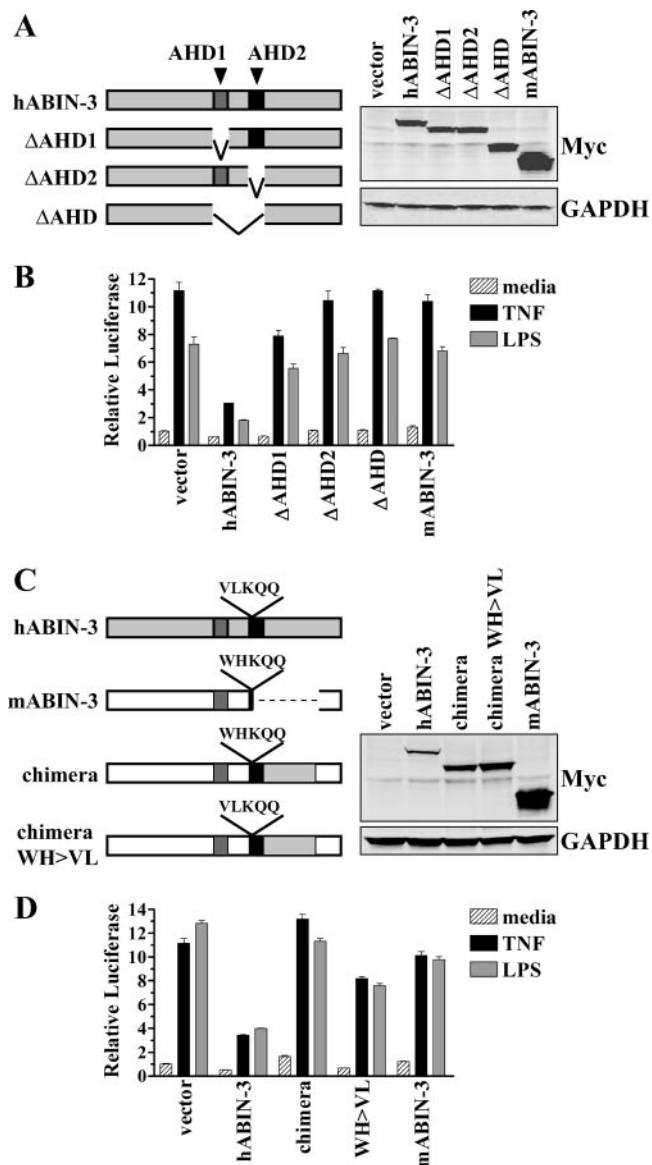 A
AHD1 AHD2
hABIN-3
ΔAHD1
ΔAHD2
ΔAHD
vector
hABIN-3
ΔAHD1
ΔAHD2
ΔAHD
mABIN-3
Myc
GAPDH
B
Relative Luciferase
12
10
8
6
4
2
0
media
TNF
LPS
vector
hABIN-3
ΔAHD1
ΔAHD2
ΔAHD
mABIN-3
C
VLKQQ
hABIN-3
WHKQQ
mABIN-3
WHKQQ
chimera
VLKQQ
chimera
WH>VL
vector
hABIN-3
chimera
chimera WH>VL
mABIN-3
Myc
GAPDH
D
Relative Luciferase
14
12
10
8
6
4
2
0
media
TNF
LPS
vector
hABIN-3
chimera
WH>VL
mABIN-3